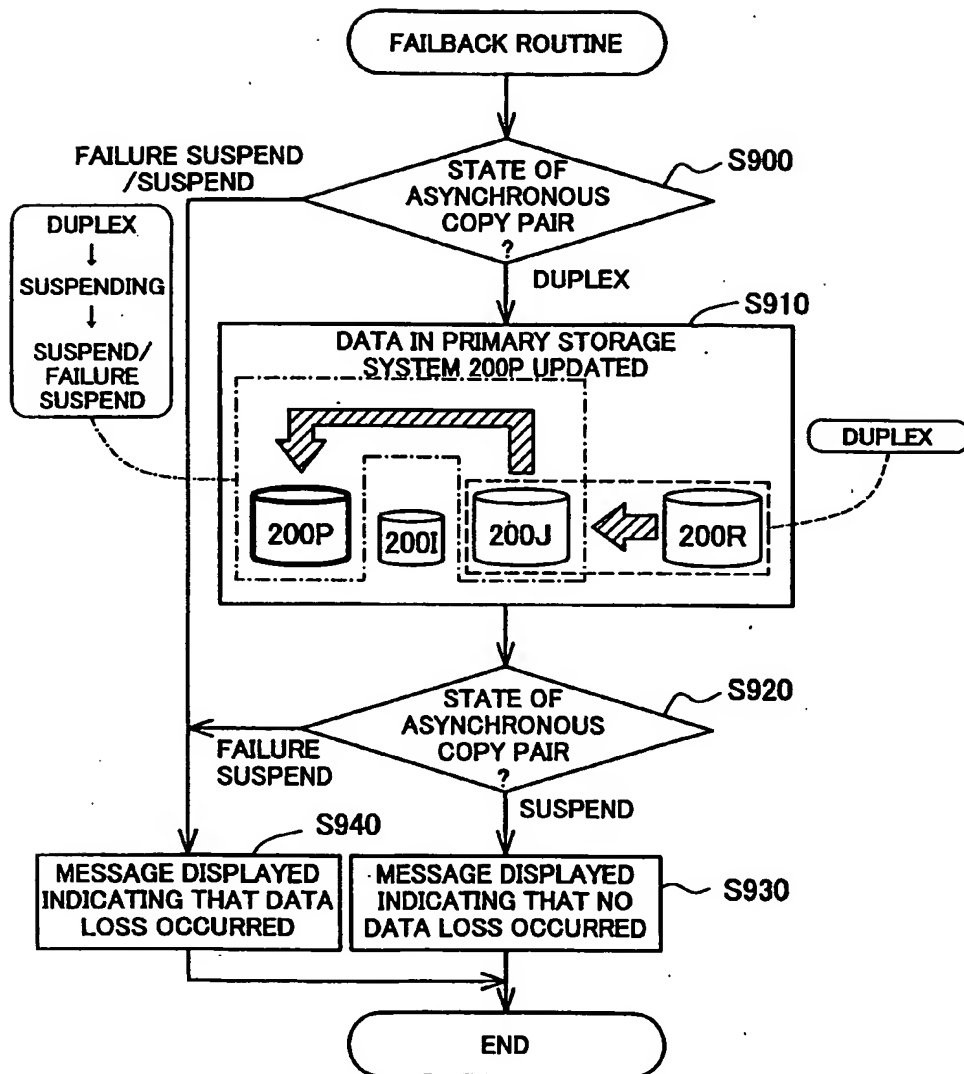 FAILBACK ROUTINE
FAILURE SUSPEND
/SUSPEND
STATE OF
ASYNCHRONOUS
COPY PAIR
?
S900
DUPLEX
↓
SUSPENDING
↓
SUSPEND/
FAILURE
SUSPEND
DUPLEX
S910
DATA IN PRIMARY STORAGE
SYSTEM 200P UPDATED
DUPLEX
200P
200I
200J
200R
STATE OF
ASYNCHRONOUS
COPY PAIR
?
S920
FAILURE
SUSPEND
SUSPEND
S940
MESSAGE DISPLAYED
INDICATING THAT DATA
LOSS OCCURRED
MESSAGE DISPLAYED
INDICATING THAT NO
DATA LOSS OCCURRED
S930
END